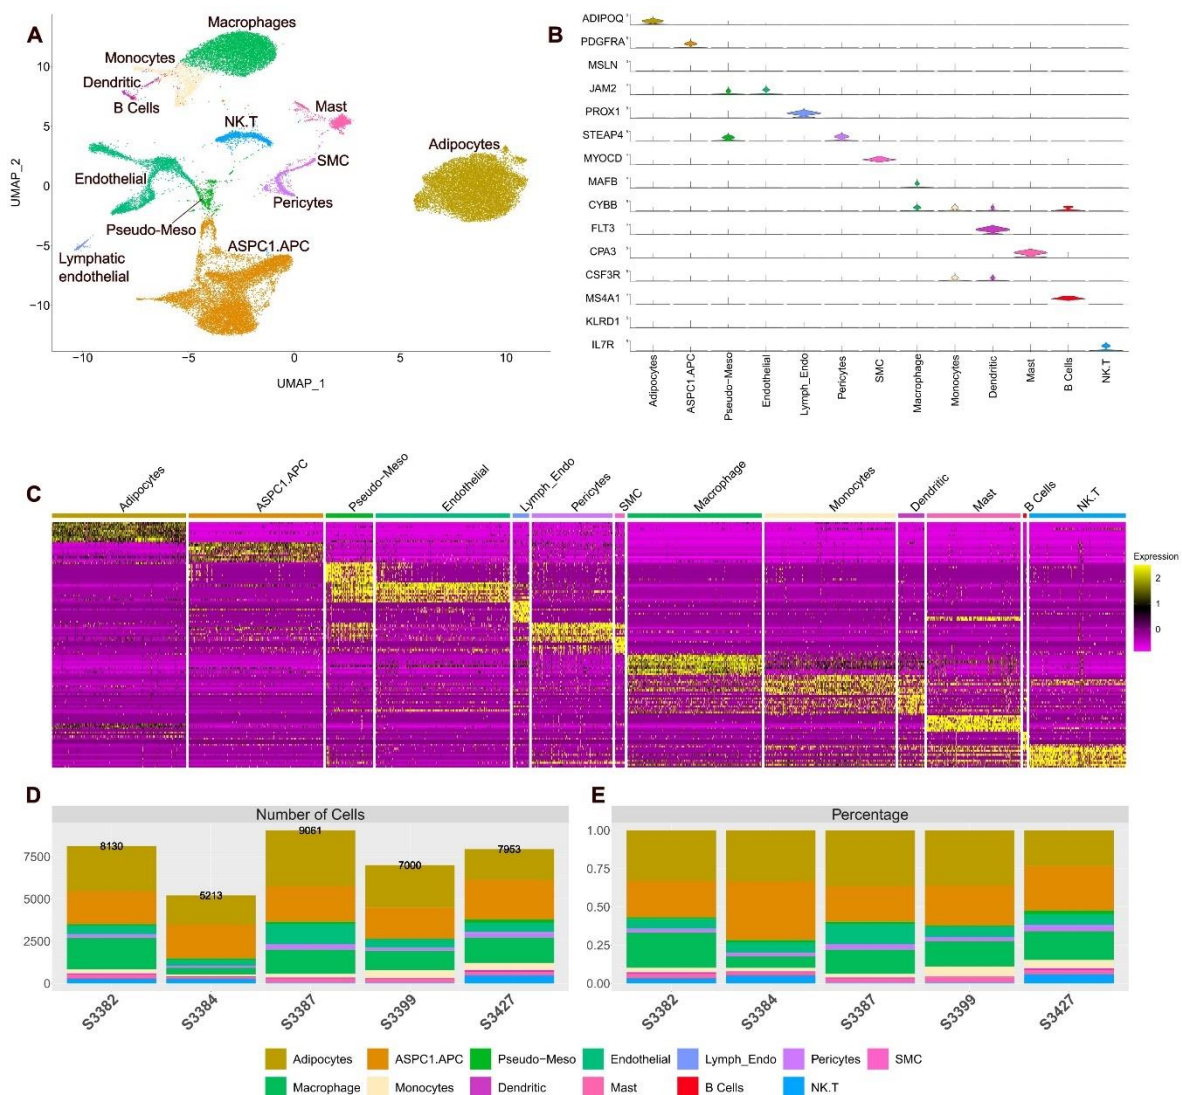 A
Macrophages
Monocytes
Dendritic
B Cells
Mast
NK.T
SMC
Adipocytes
Endothelial
Pericytes
Pseudo-Meso
ASPC1.APC
Lymphatic
endothelial
10
5
0
−5
−10
UMAP_2
−10 −5 0 5 10
UMAP_1
B
ADIPOQ
PDGFRA
MSLN
JAM2
PROX1
STEAP4
MYOCD
MAFB
CYBB
FLT3
CPA3
CSF3R
MS4A1
KLRD1
IL7R
Adipocytes ASPC1.APC Pseudo-Meso Endothelial Lymph_Endo Pericytes SMC Macrophage Monocytes Dendritic Mast B Cells NK.T
C
Adipocytes ASPC1.APC Pseudo-Meso Endothelial Lymph_Endo Pericytes SMC Macrophage Monocytes Dendritic Mast B Cells NK.T
Expression
2
1
0
D
Number of Cells
8130 5213 9061 7000 7953
7500
5000
2500
0
S3382 S3384 S3387 S3399 S3427
E
Percentage
1.00
0.75
0.50
0.25
0.00
S3382 S3384 S3387 S3399 S3427
Adipocytes ASPC1.APC Pseudo-Meso Endothelial Lymph_Endo Pericytes SMC
Macrophage Monocytes Dendritic Mast B Cells NK.T